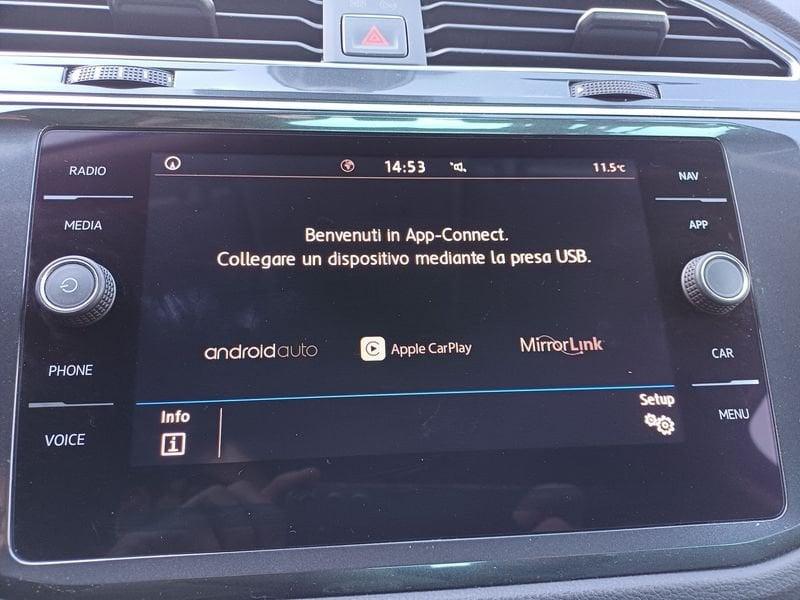 RADIO
MEDIA
PHONE
VOICE
14:53
11.5°C
Benvenuti in App-Connect.
Collegare un dispositivo mediante la presa USB.
androidauto
Apple CarPlay
MirrorLink
Info
i
Setup
NAV
APP
CAR
MENU